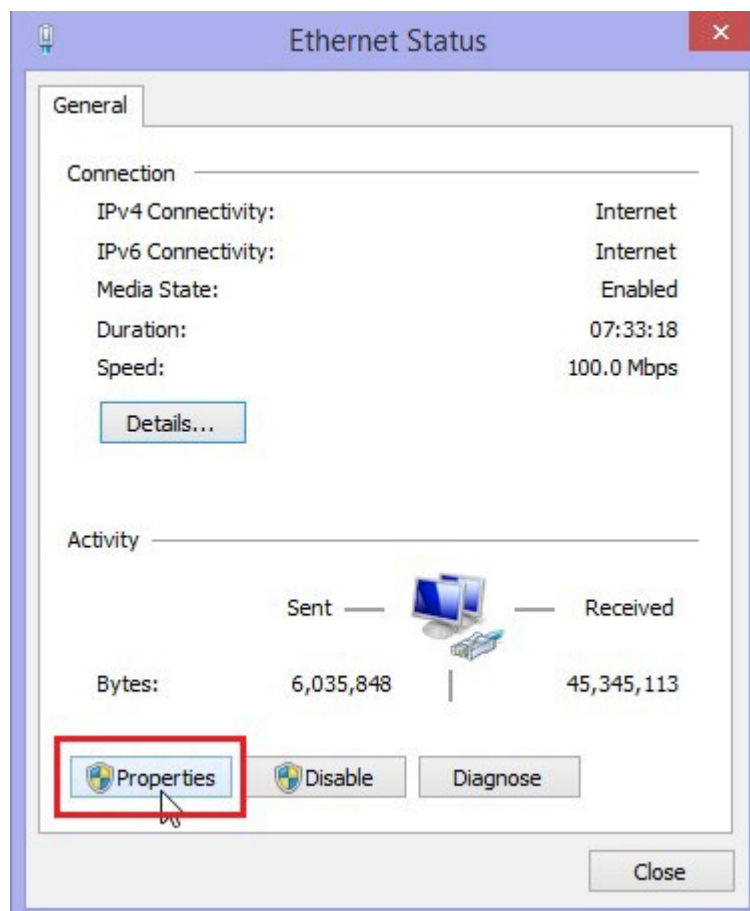 Ethernet Status
General
Connection
IPv4 Connectivity: Internet
IPv6 Connectivity: Internet
Media State: Enabled
Duration: 07:33:18
Speed: 100.0 Mbps
Details...
Activity
Sent Received
Bytes: 6,035,848 45,345,113
Properties Disable Diagnose
Close